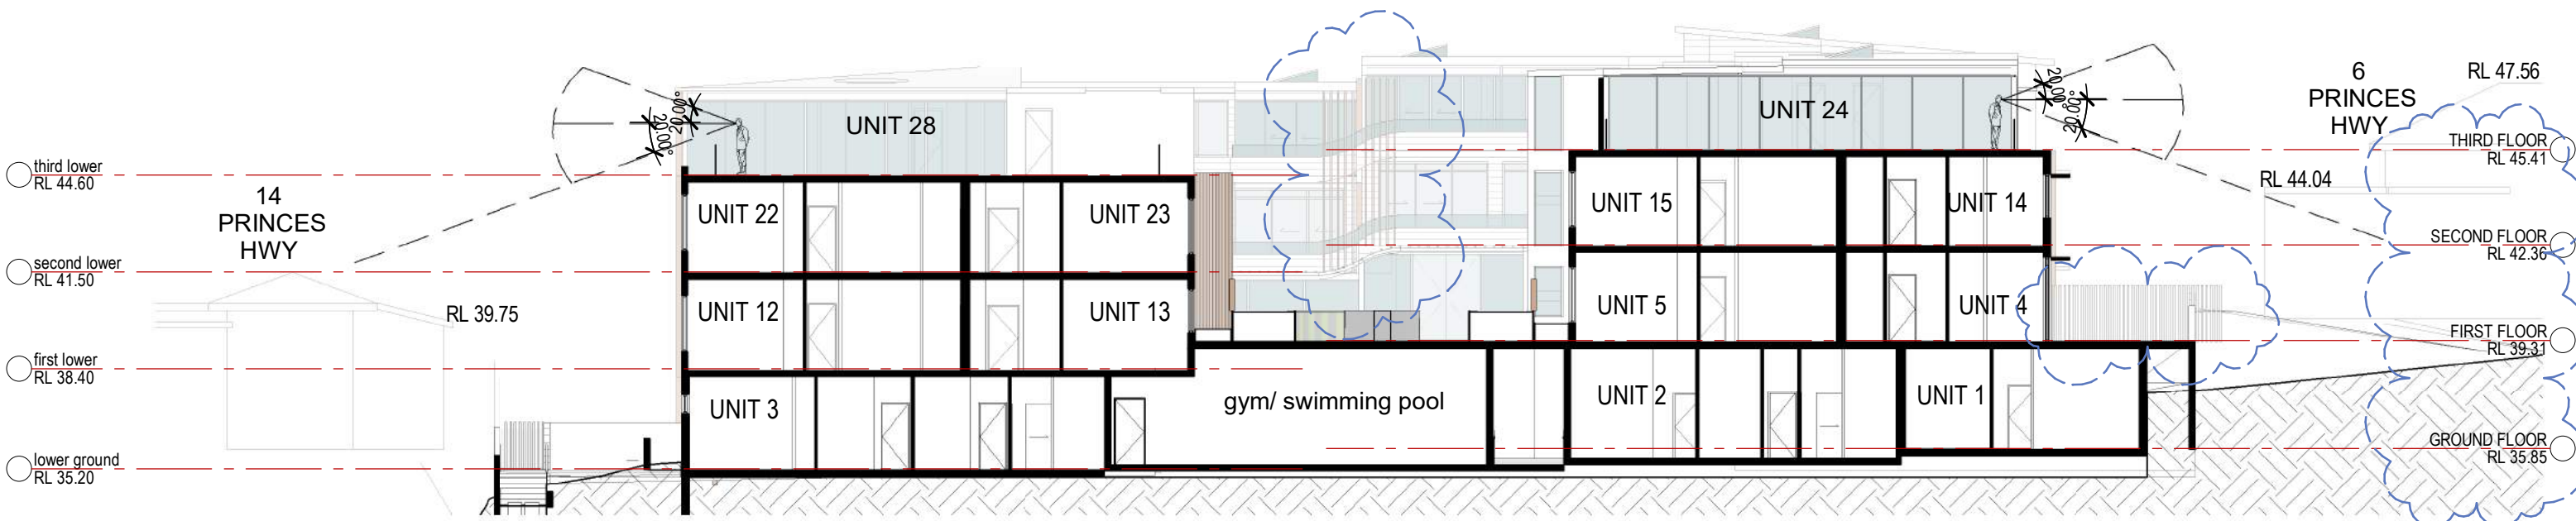 6
PRINCES
HWY
RL 47.56
20.00°
20.00°
20.00°
20.00°
UNIT 28
UNIT 24
THIRD FLOOR
RL 45.41
third lower
RL 44.60
14
PRINCES
HWY
RL 44.04
UNIT 22
UNIT 23
UNIT 15
UNIT 14
SECOND FLOOR
RL 42.36
second lower
RL 41.50
RL 39.75
UNIT 12
UNIT 13
UNIT 5
UNIT 4
FIRST FLOOR
RL 39.31
first lower
RL 38.40
UNIT 3
gym/ swimming pool
UNIT 2
UNIT 1
GROUND FLOOR
RL 35.85
lower ground
RL 35.20